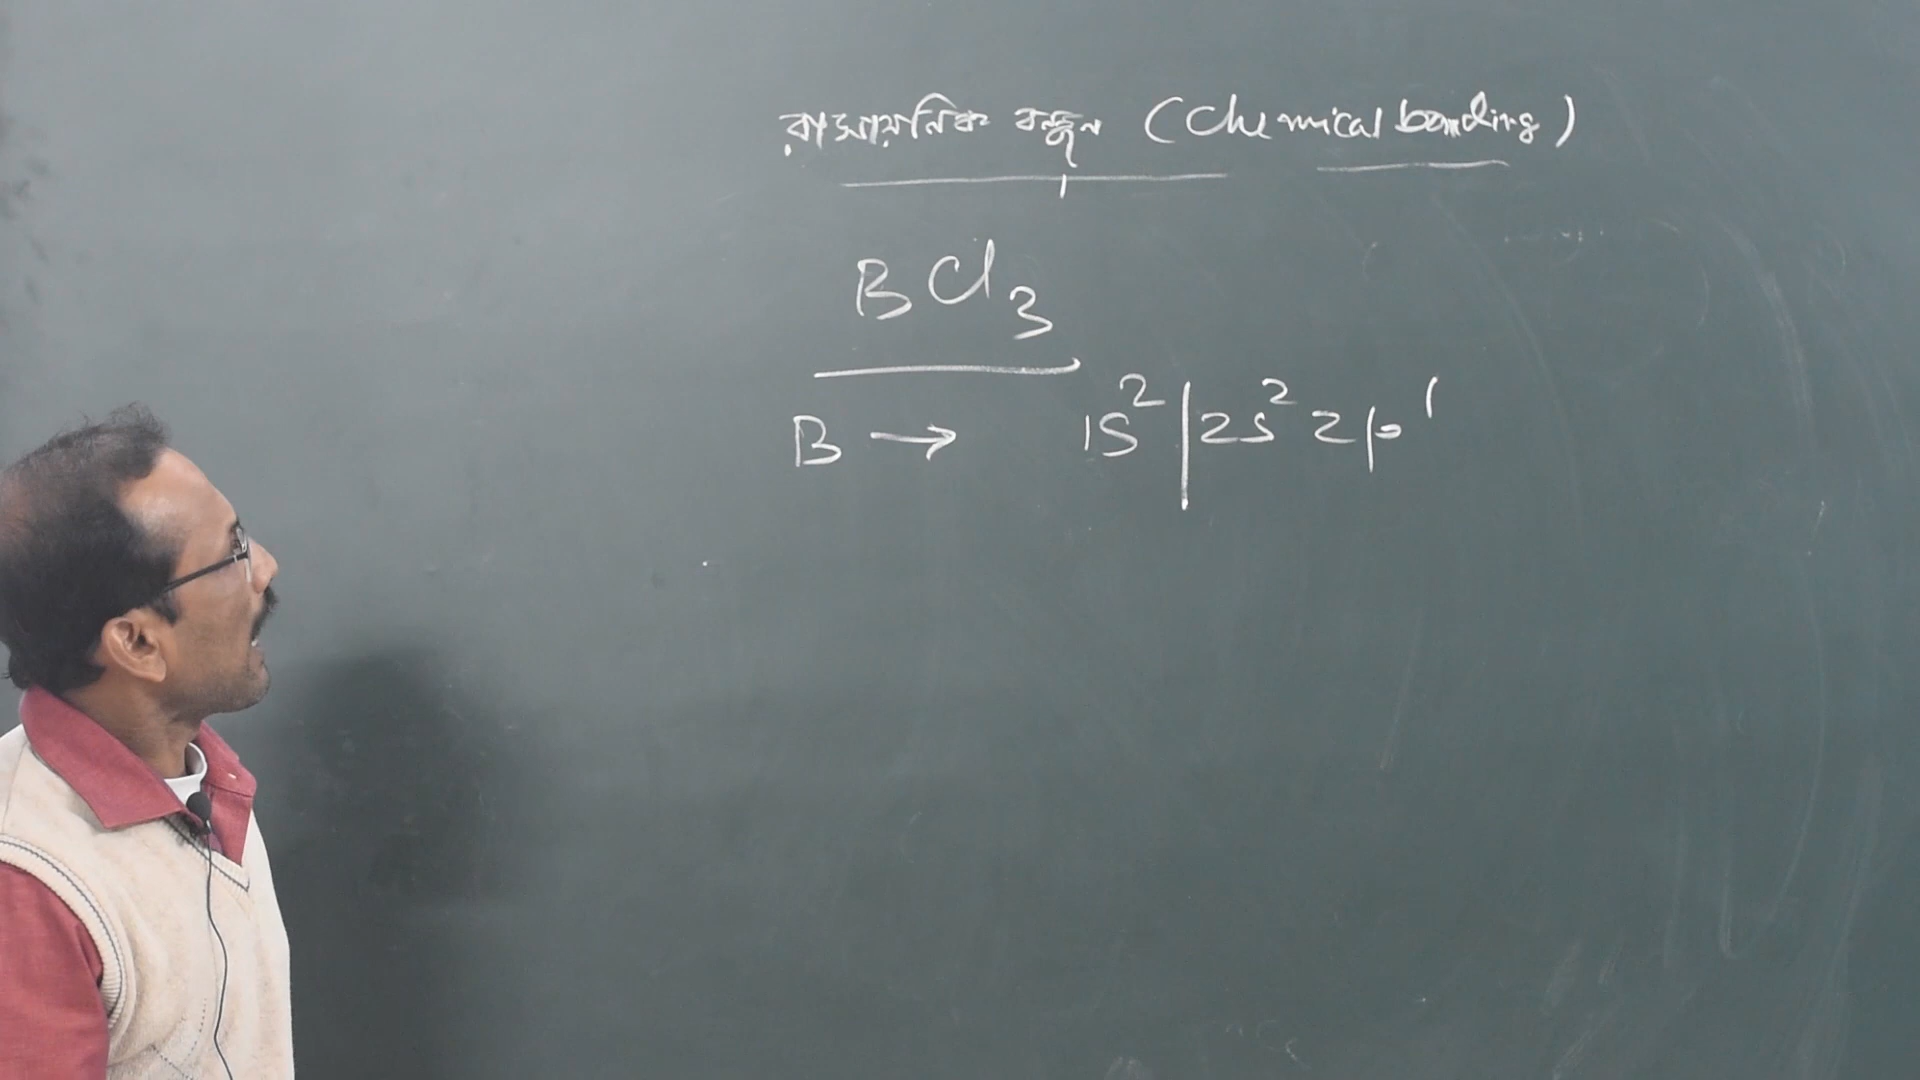 রাসায়নিক বন্ধন (Chemical bonding)
BCl₃
B → 1S² | 2s² 2p¹